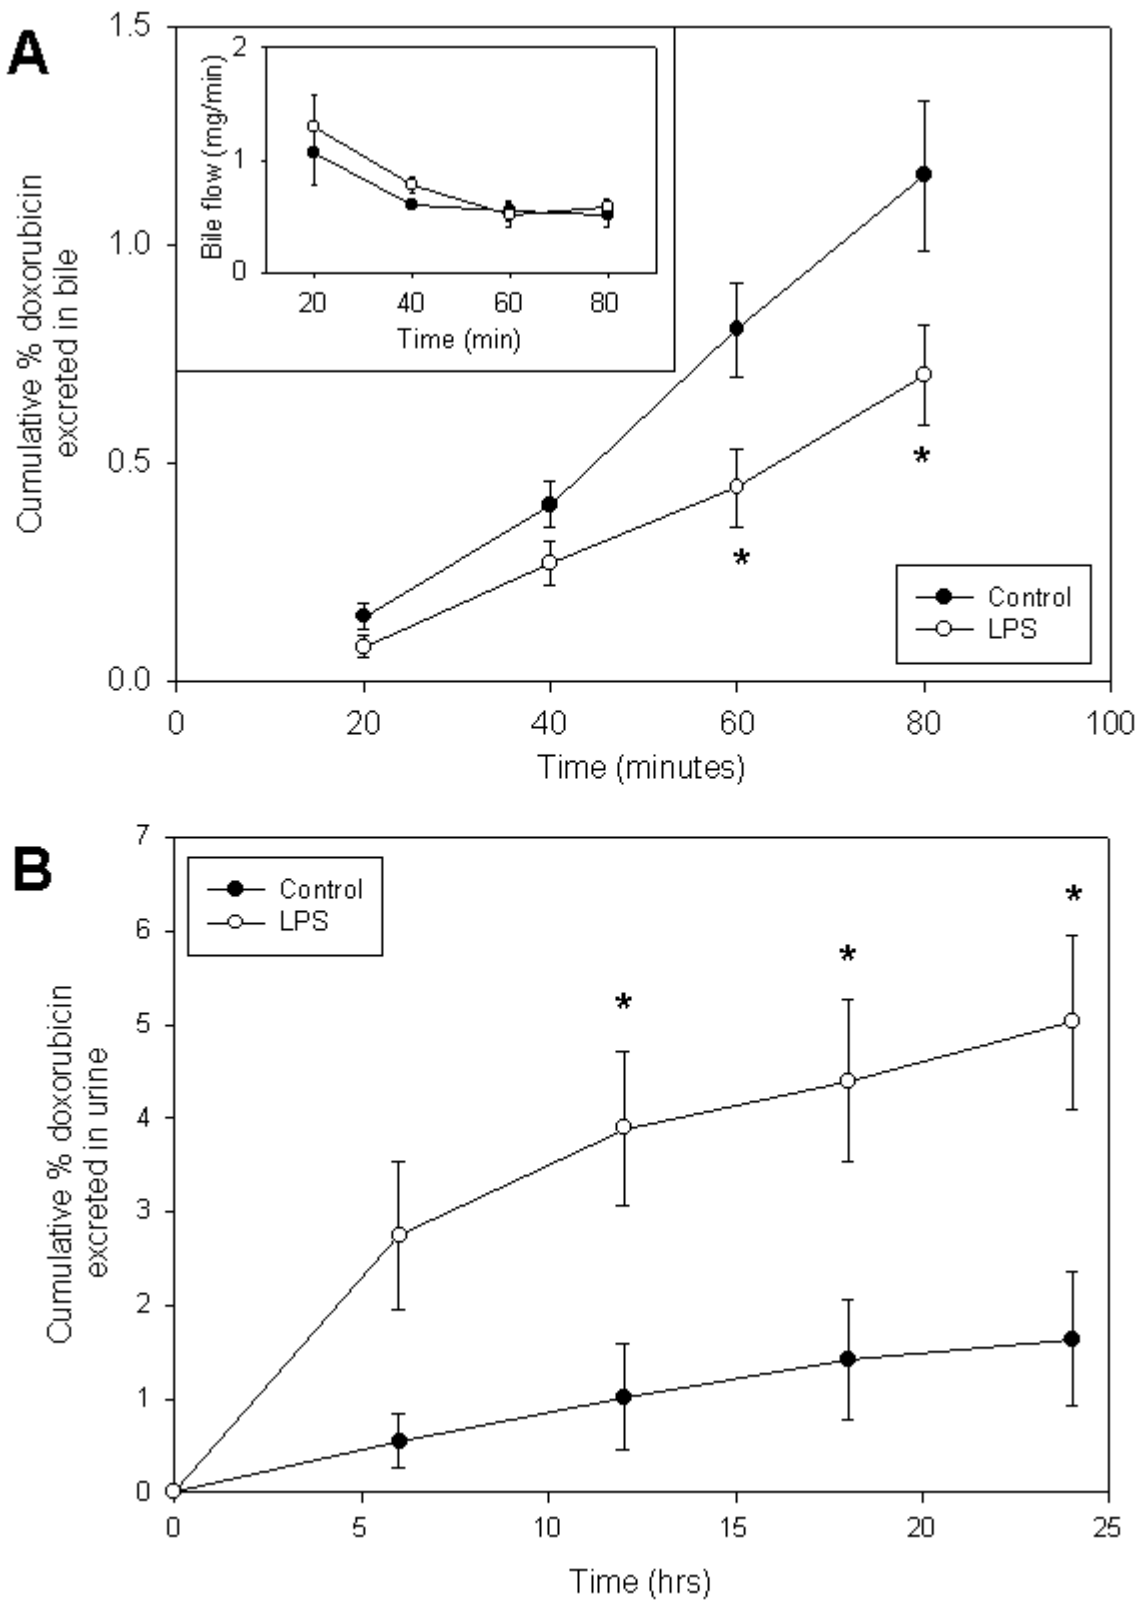 A
1.5
1.0
0.5
0.0
Cumulative % doxorubicin
excreted in bile
2
1
0
Bile flow (mg/min)
20 40 60 80
Time (min)
*
*
Control
LPS
0 20 40 60 80 100
Time (minutes)
B
7
6
5
4
3
2
1
0
Cumulative % doxorubicin
excreted in urine
Control
LPS
*
*
*
0 5 10 15 20 25
Time (hrs)